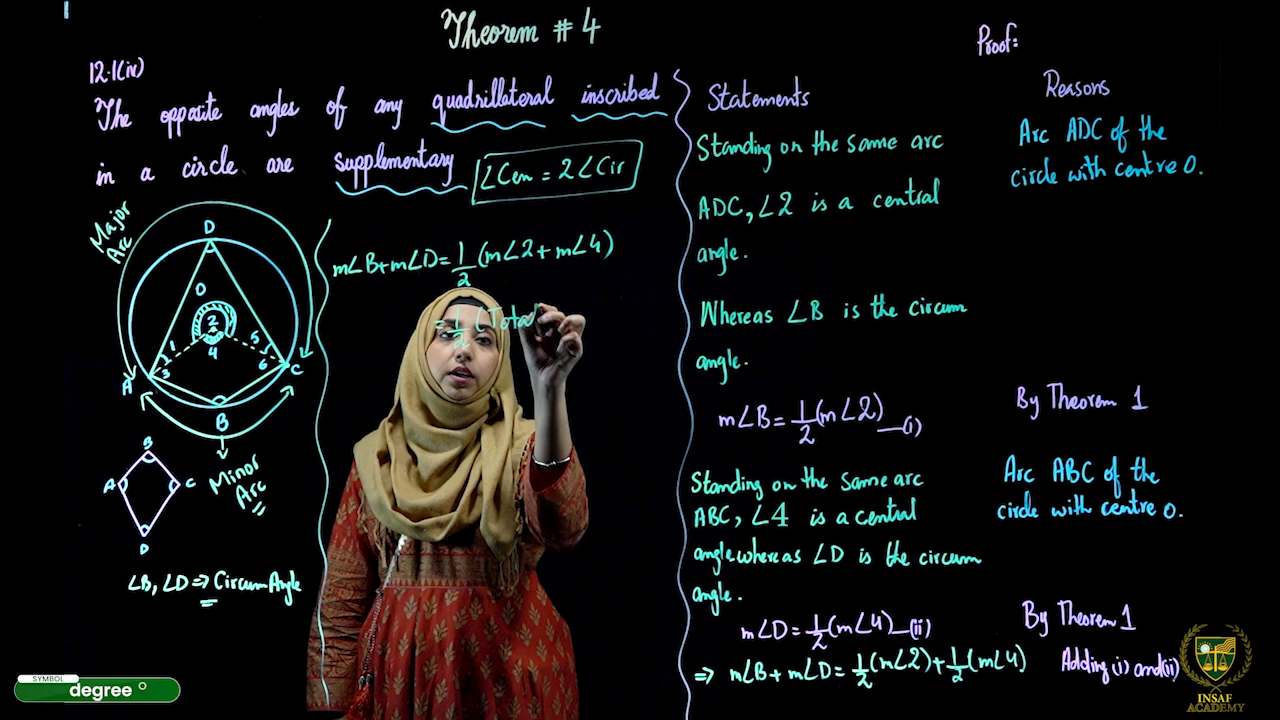 Theorem # 4
12.1(iv)
The opposite angles of any quadrillateral inscribed
in a circle are supplementary
∠Cen = 2∠Cir
Major
Arc
D
O
2
1
5
4
3
6
A
C
B
Minor
Arc
B
A
C
D
∠B, ∠D => Circum Angle
m∠B+m∠D = 1/2 (m∠2 + m∠4)
= 1/2 (Total
Proof:
Statements
Reasons
Standing on the same arc
ADC, ∠2 is a central
angle.
Arc ADC of the
circle with centre O.
Whereas ∠B is the circum
angle.
m∠B = 1/2 (m∠2) —(i)
By Theorem 1
Standing on the same arc
ABC, ∠4 is a central
angle whereas ∠D is the circum
angle.
Arc ABC of the
circle with centre O.
m∠D = 1/2 (m∠4) —(ii)
By Theorem 1
=> m∠B + m∠D = 1/2 (m∠2) + 1/2 (m∠4)
Adding (i) and (ii)
SYMBOL
degree °
INSAF
ACADEMY